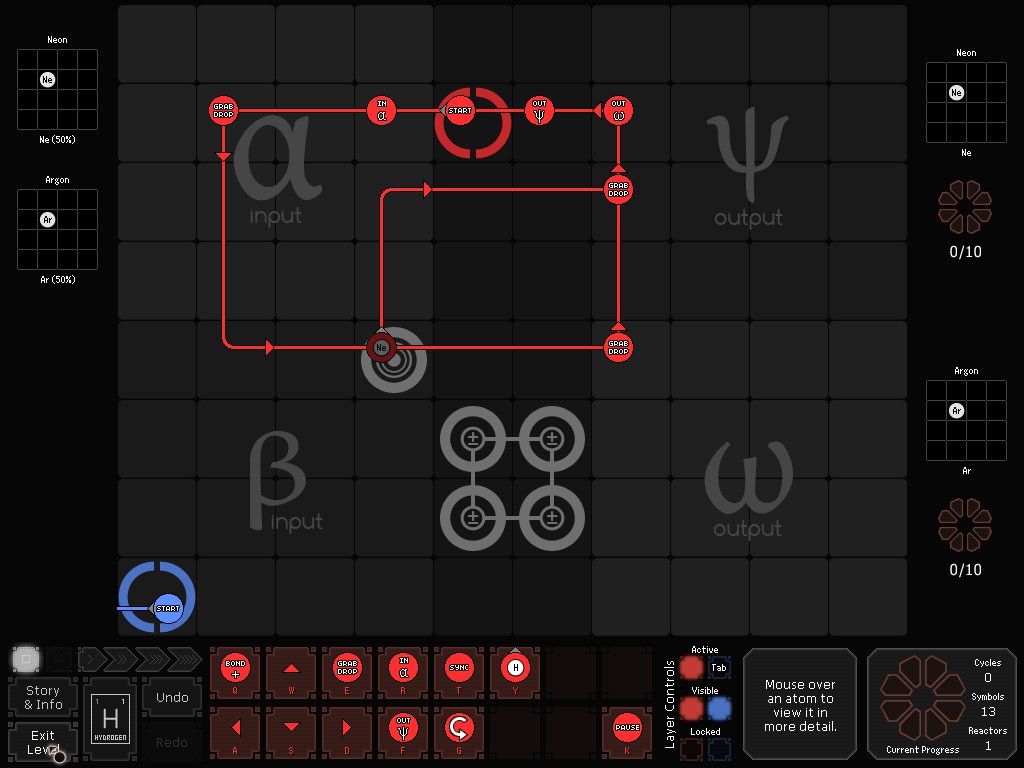 Neon
Ne
Ne (50%)
Argon
Ar
Ar (50%)
GRAB
DROP
IN
α
START
OUT
ψ
OUT
ω
GRAB
DROP
Ne
GRAB
DROP
α
input
ψ
output
β
input
ω
output
±
±
±
±
START
Neon
Ne
Ne
0/10
Argon
Ar
Ar
0/10
Story
& Info
Exit
Level
1 1
H
HYDROGEN
Undo
Redo
BOND
+
Q
W
GRAB
DROP
E
IN
α
R
SYNC
T
H
Y
A
S
D
OUT
ψ
F
G
PAUSE
K
Layer Controls
Active
Tab
Visible
Locked
Mouse over
an atom to
view it in
more detail.
Cycles
0
Symbols
13
Reactors
1
Current Progress